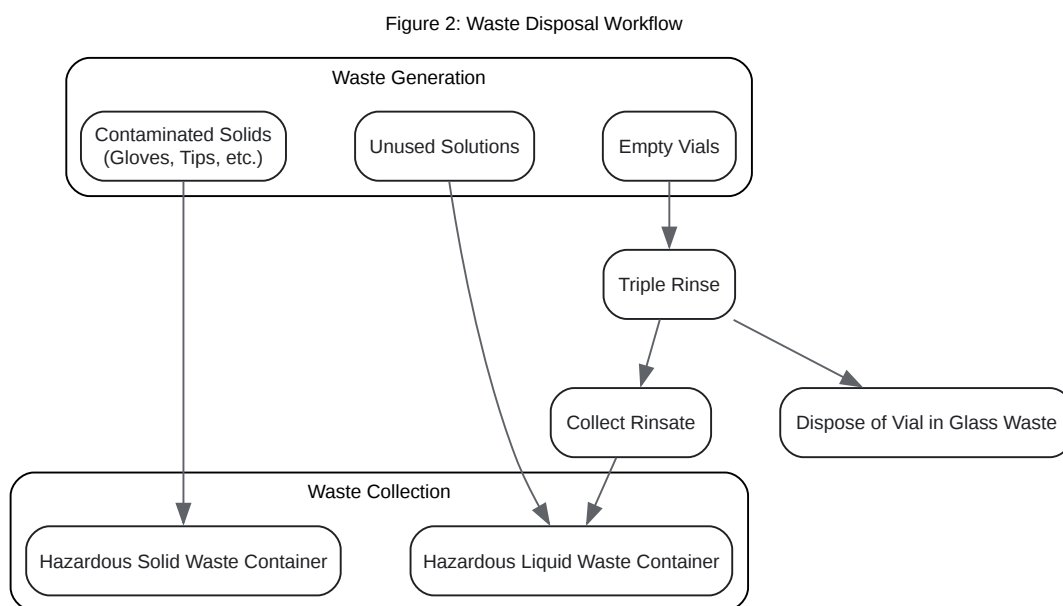 Figure 2: Waste Disposal Workflow
Waste Generation
Contaminated Solids
(Gloves, Tips, etc.)
Unused Solutions
Empty Vials
Triple Rinse
Collect Rinsate
Dispose of Vial in Glass Waste
Waste Collection
Hazardous Solid Waste Container
Hazardous Liquid Waste Container